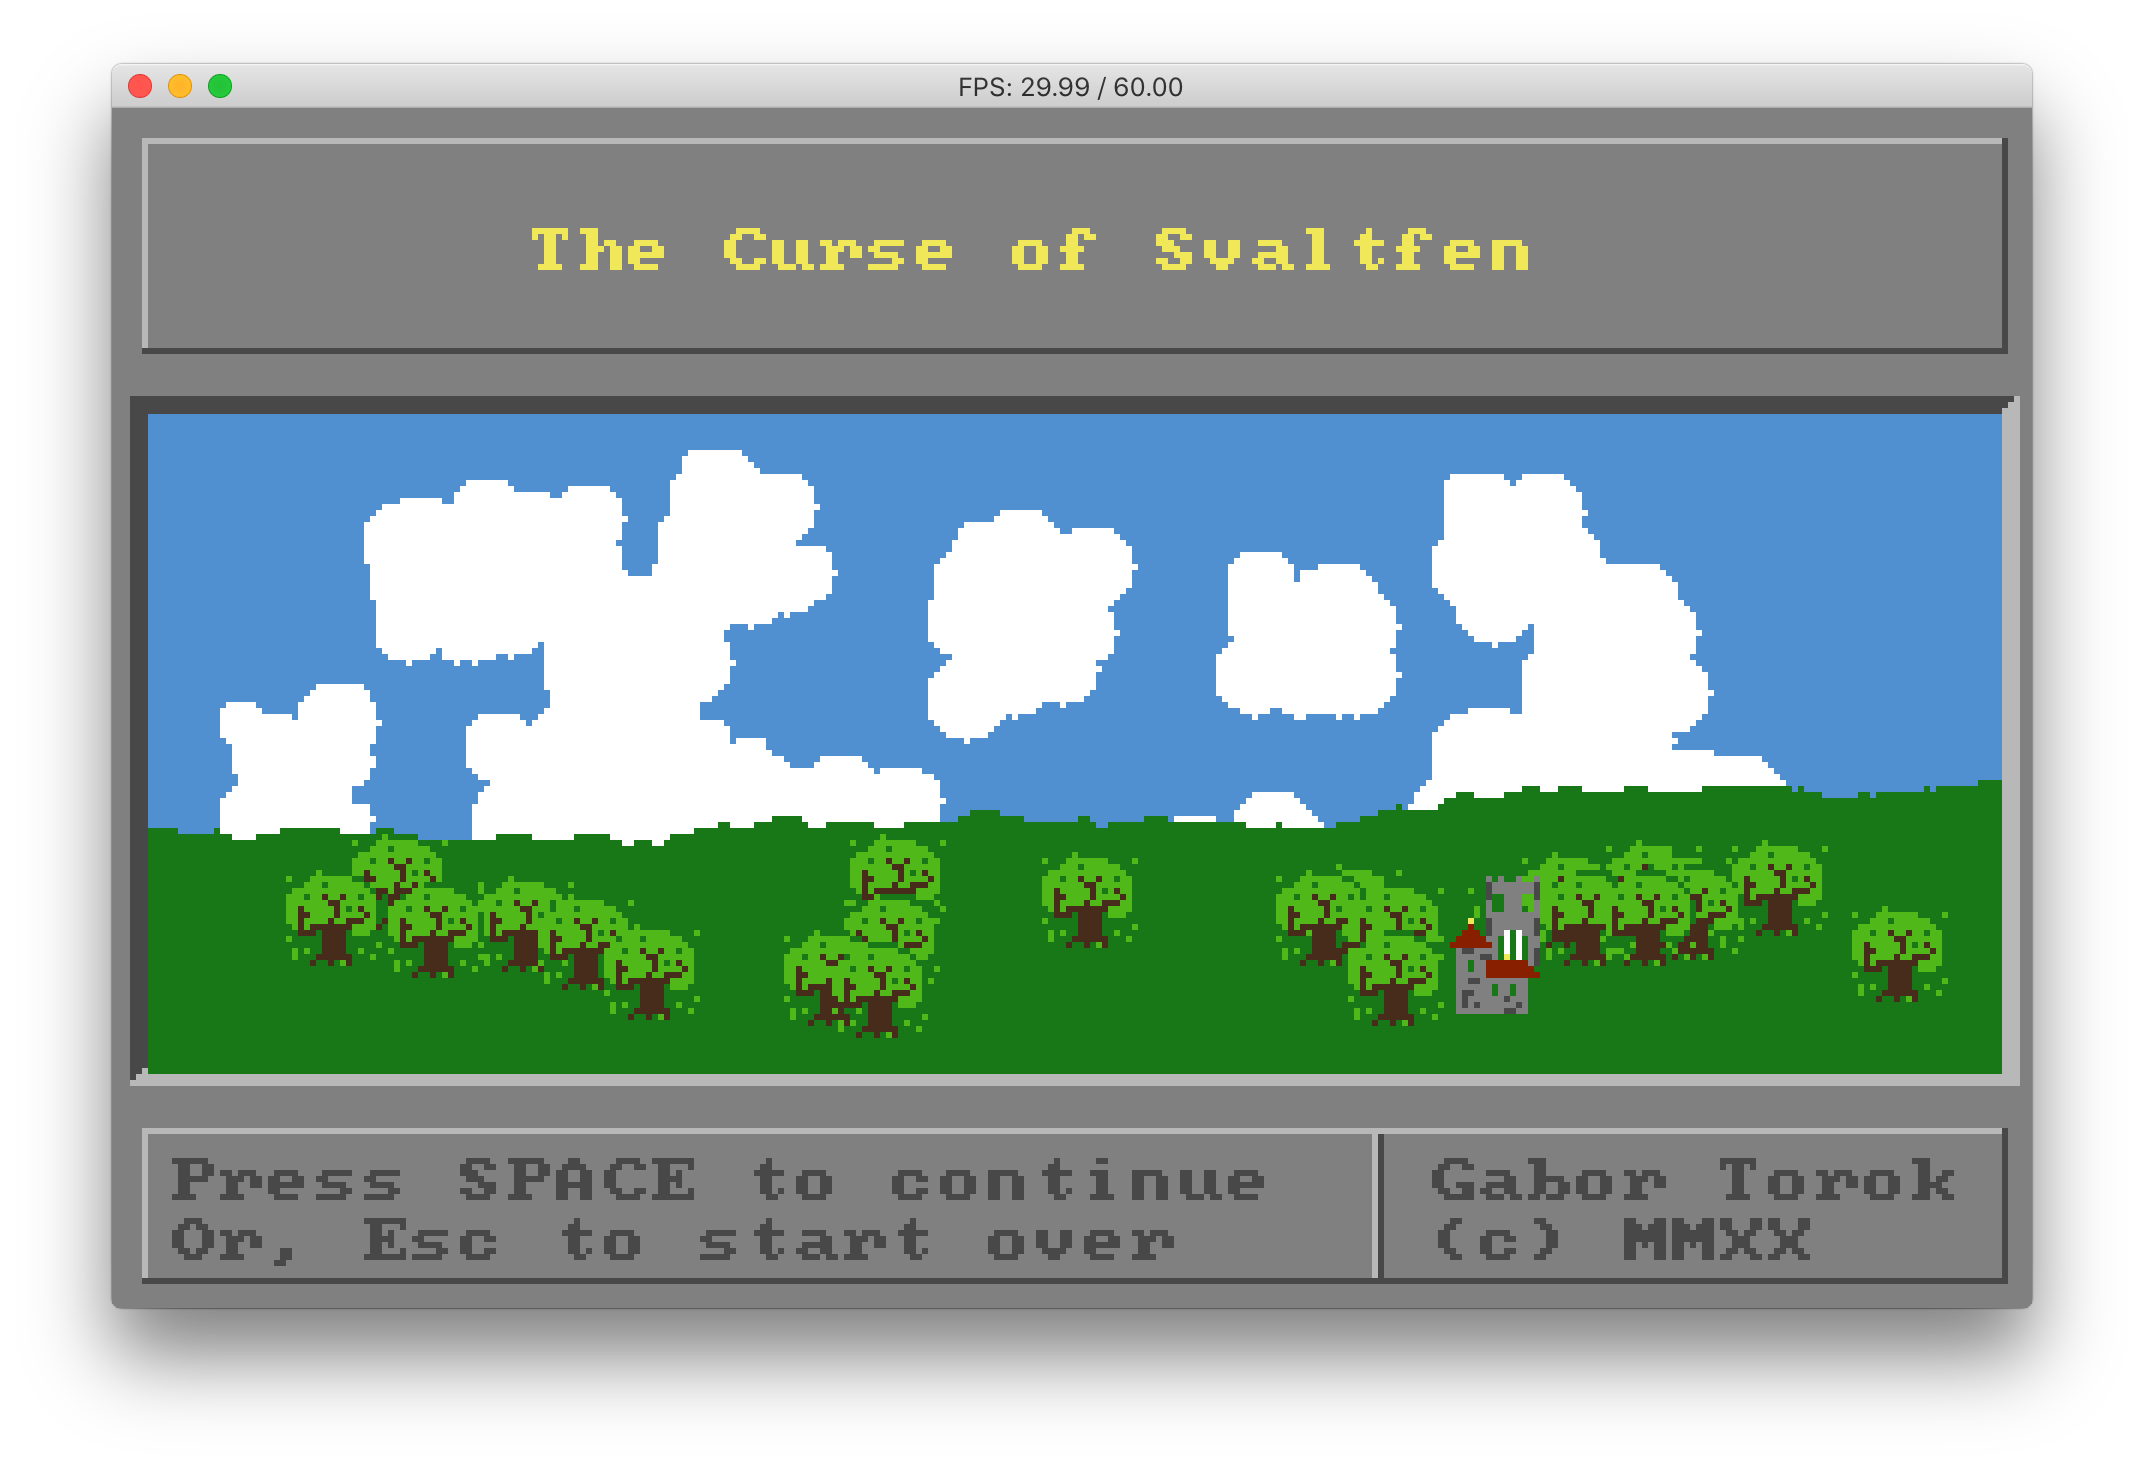 FPS: 29.99 / 60.00
The Curse of Svaltfen
Press SPACE to continue
Or, Esc to start over
Gabor Torok
(c) MMXX